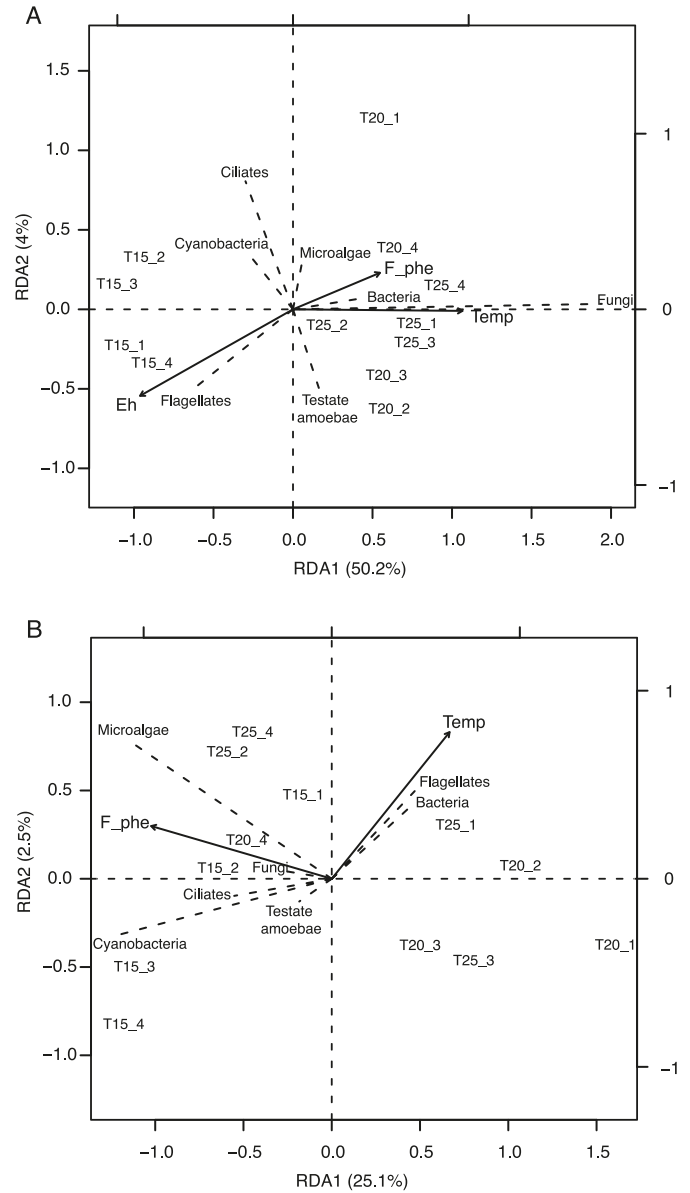 A
1.5
T20_1
1
1.0
Ciliates
0.5
Cyanobacteria
Microalgae
T20_4
T15_2
F_phe
T15_3
T25_4
Bacteria
Fungi
RDA2 (4%)
0.0
0
T25_2
T25_1
Temp
T15_1
T25_3
T15_4
T20_3
−0.5
Eh
Flagellates
Testate
amoebae
T20_2
−1.0
−1
−1.0
−0.5
0.0
0.5
1.0
1.5
2.0
RDA1 (50.2%)
B
1.0
1
Microalgae
T25_4
Temp
T25_2
0.5
T15_1
Flagellates
Bacteria
F_phe
T25_1
T20_4
T15_2
Fungi
T20_2
RDA2 (2.5%)
0.0
0
Ciliates
Testate
amoebae
Cyanobacteria
T20_3
T20_1
T15_3
T25_3
−0.5
T15_4
−1.0
−1
−1.0
−0.5
0.0
0.5
1.0
1.5
RDA1 (25.1%)